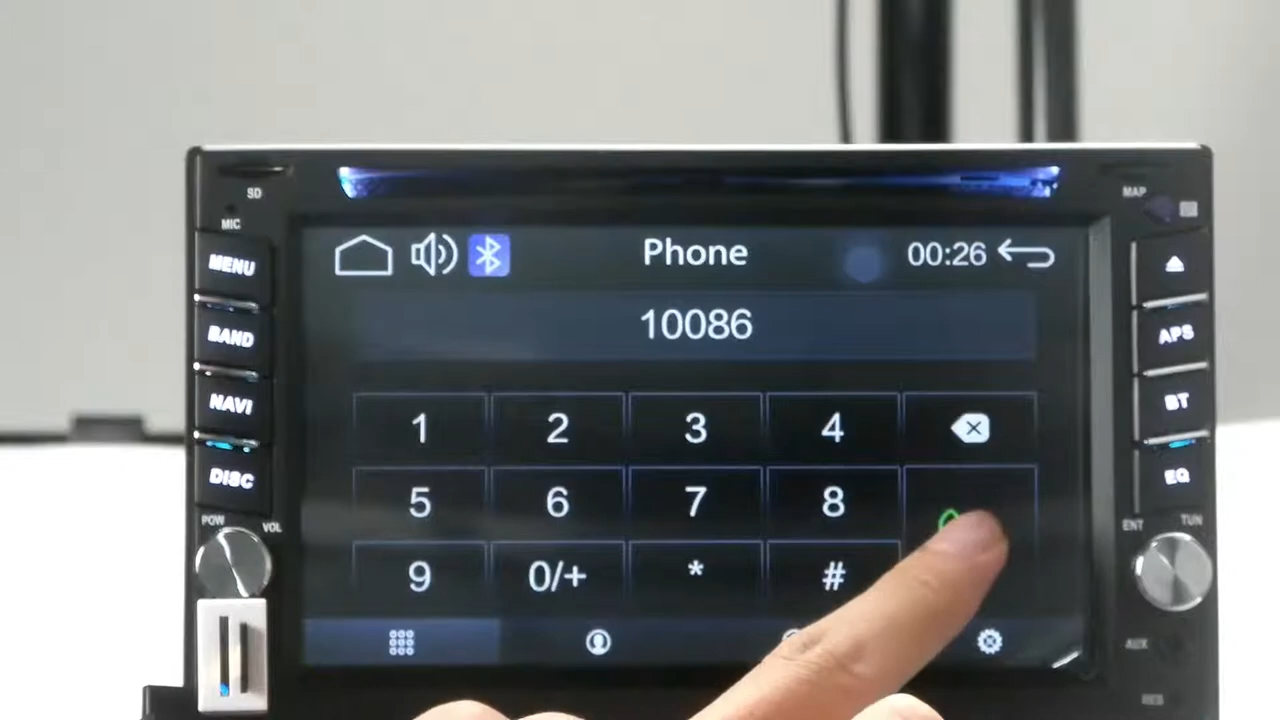 SD
MAP
MIC
MENU
BAND
NAVI
DISC
POW
VOL
Phone
00:26
10086
1 2 3 4
5 6 7 8
9 0/+ * #
APS
BT
EQ
ENT
TUN
AUX
RES